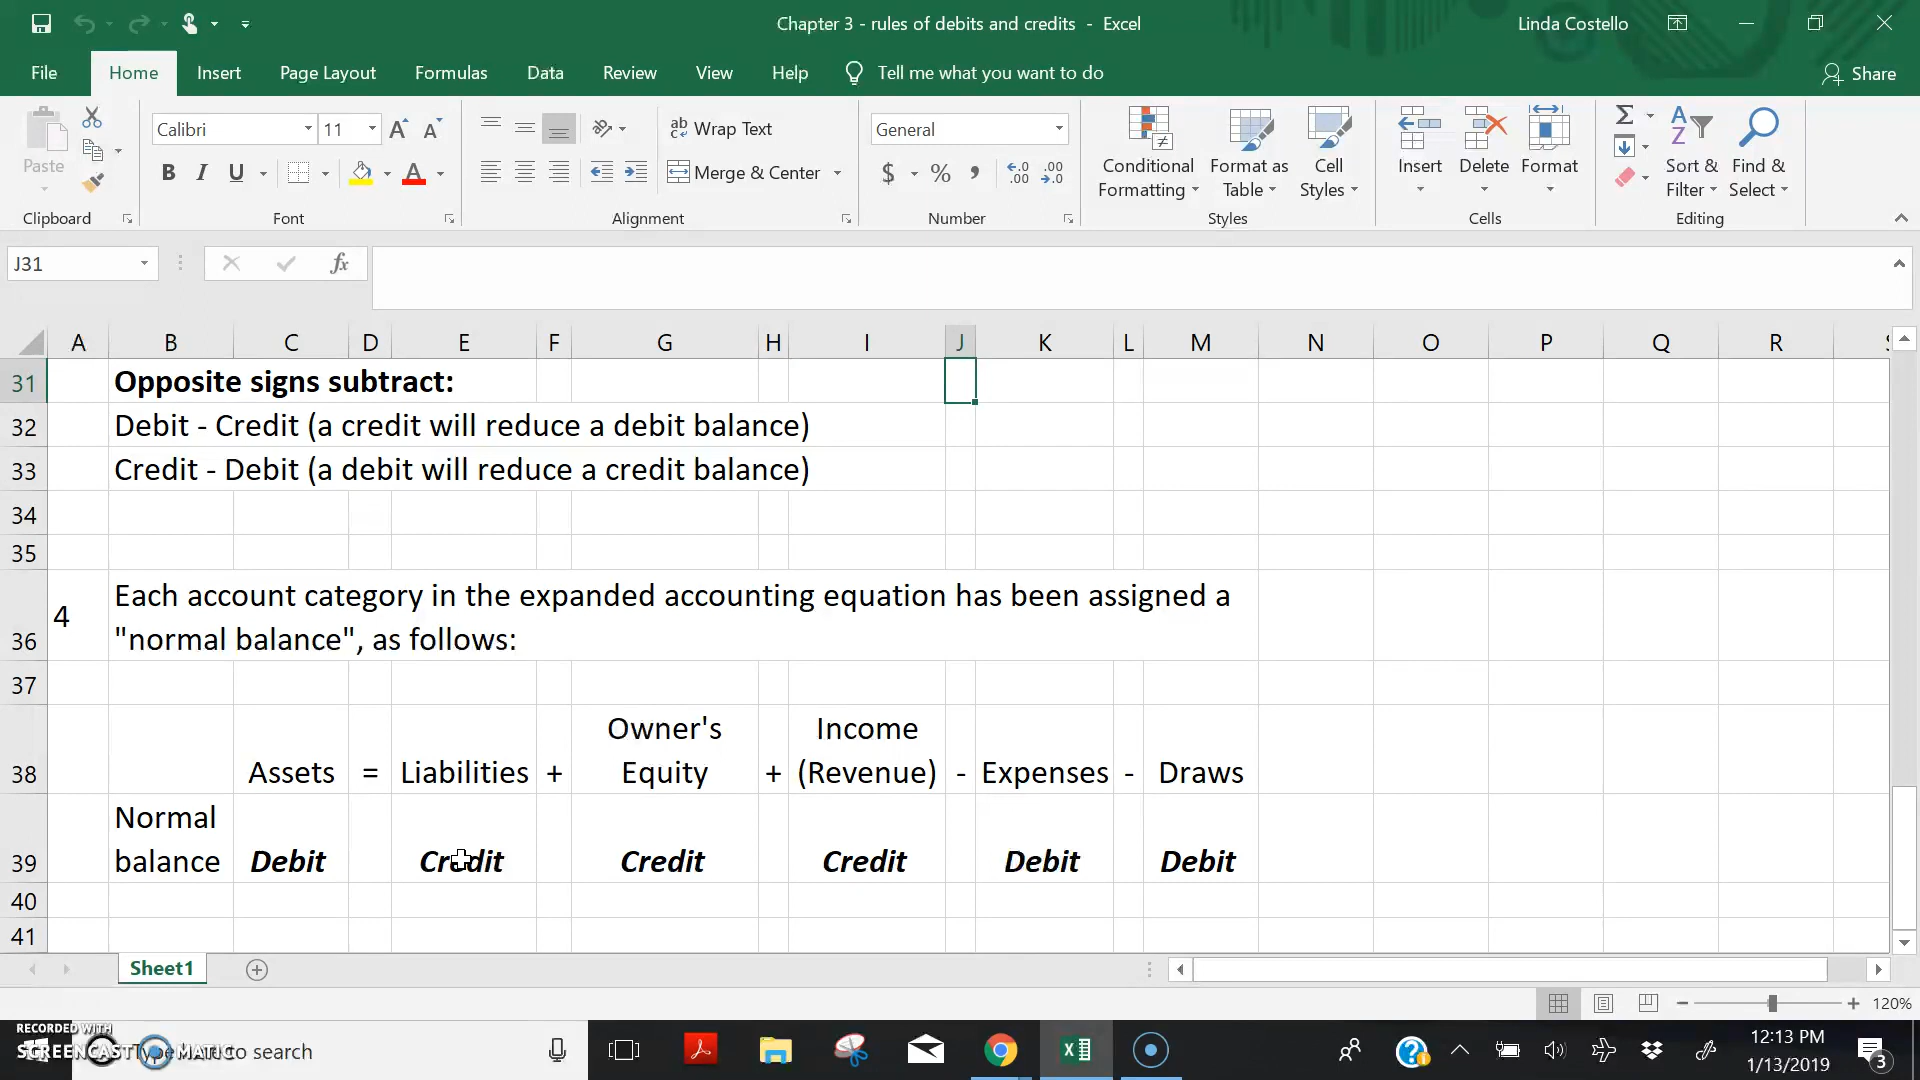 Chapter 3 - rules of debits and credits - Excel
Linda Costello
File Home Insert Page Layout Formulas Data Review View Help Tell me what you want to do Share
Paste
Clipboard
Calibri 11
B I U
Font
Wrap Text
Merge & Center
Alignment
General
$ % ,
Number
Conditional Formatting
Format as Table
Cell Styles
Styles
Insert Delete Format
Cells
Sort & Filter
Find & Select
Editing
J31
fx
A B C D E F G H I J K L M N O P Q R
31 Opposite signs subtract:
32 Debit - Credit (a credit will reduce a debit balance)
33 Credit - Debit (a debit will reduce a credit balance)
34
35
36 4 Each account category in the expanded accounting equation has been assigned a
"normal balance", as follows:
37
Owner's Income
38 Assets = Liabilities + Equity + (Revenue) - Expenses - Draws
Normal
39 balance Debit Credit Credit Credit Debit Debit
40
41
Sheet1
120%
RECORDED WITH
SCREENCAST MATIC
to search
12:13 PM
1/13/2019
3